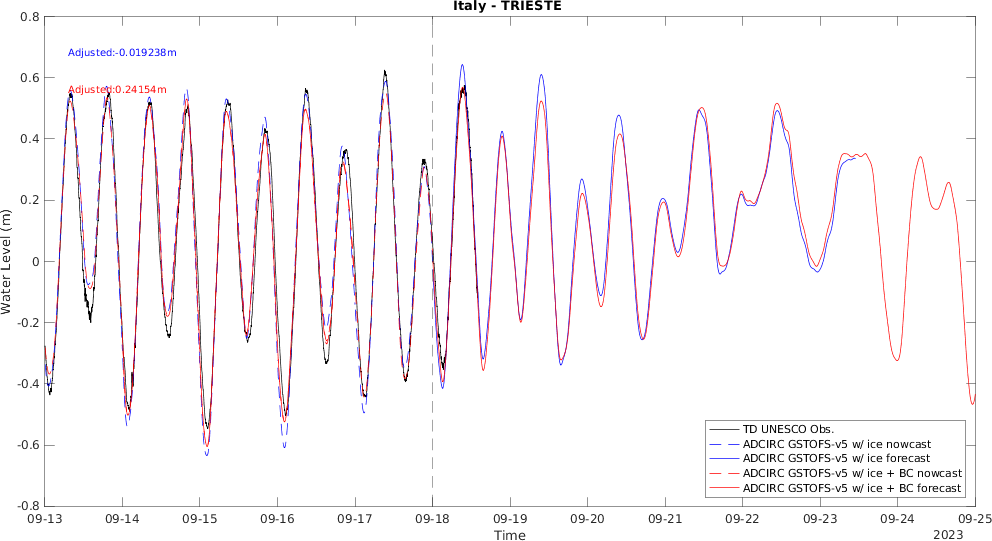 Italy - TRIESTE
Adjusted:-0.019238m
Adjusted:0.24154m
0.8
0.6
0.4
0.2
0
-0.2
-0.4
-0.6
-0.8
Water Level (m)
TD UNESCO Obs.
ADCIRC GSTOFS-v5 w/ ice nowcast
ADCIRC GSTOFS-v5 w/ ice forecast
ADCIRC GSTOFS-v5 w/ ice + BC nowcast
ADCIRC GSTOFS-v5 w/ ice + BC forecast
09-13 09-14 09-15 09-16 09-17 09-18 09-19 09-20 09-21 09-22 09-23 09-24 09-25
Time
2023